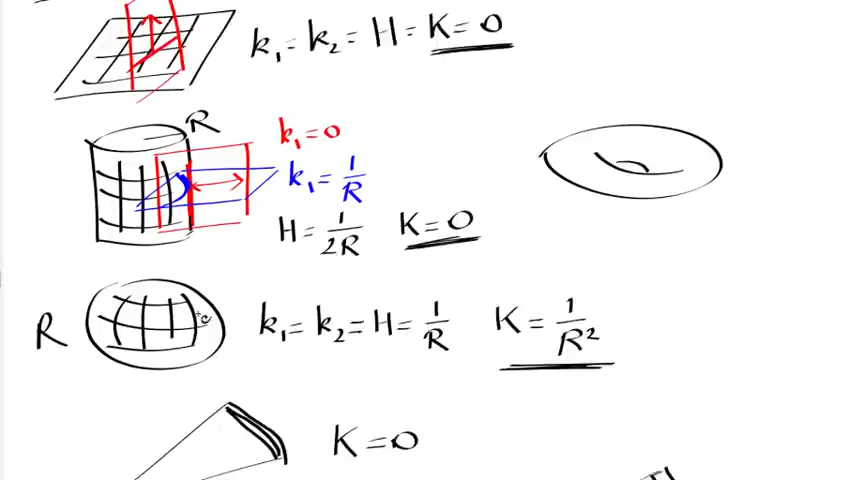 k₁ = k₂ = H = K = 0
R
k₁ = 0
k₁ = 1/R
H = 1/2R K = 0
R k₁ = k₂ = H = 1/R K = 1/R²
K = 0